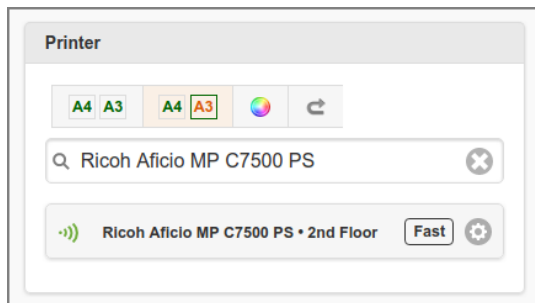 Printer
A4 A3 A4 A3
Ricoh Aficio MP C7500 PS
Ricoh Aficio MP C7500 PS • 2nd Floor Fast